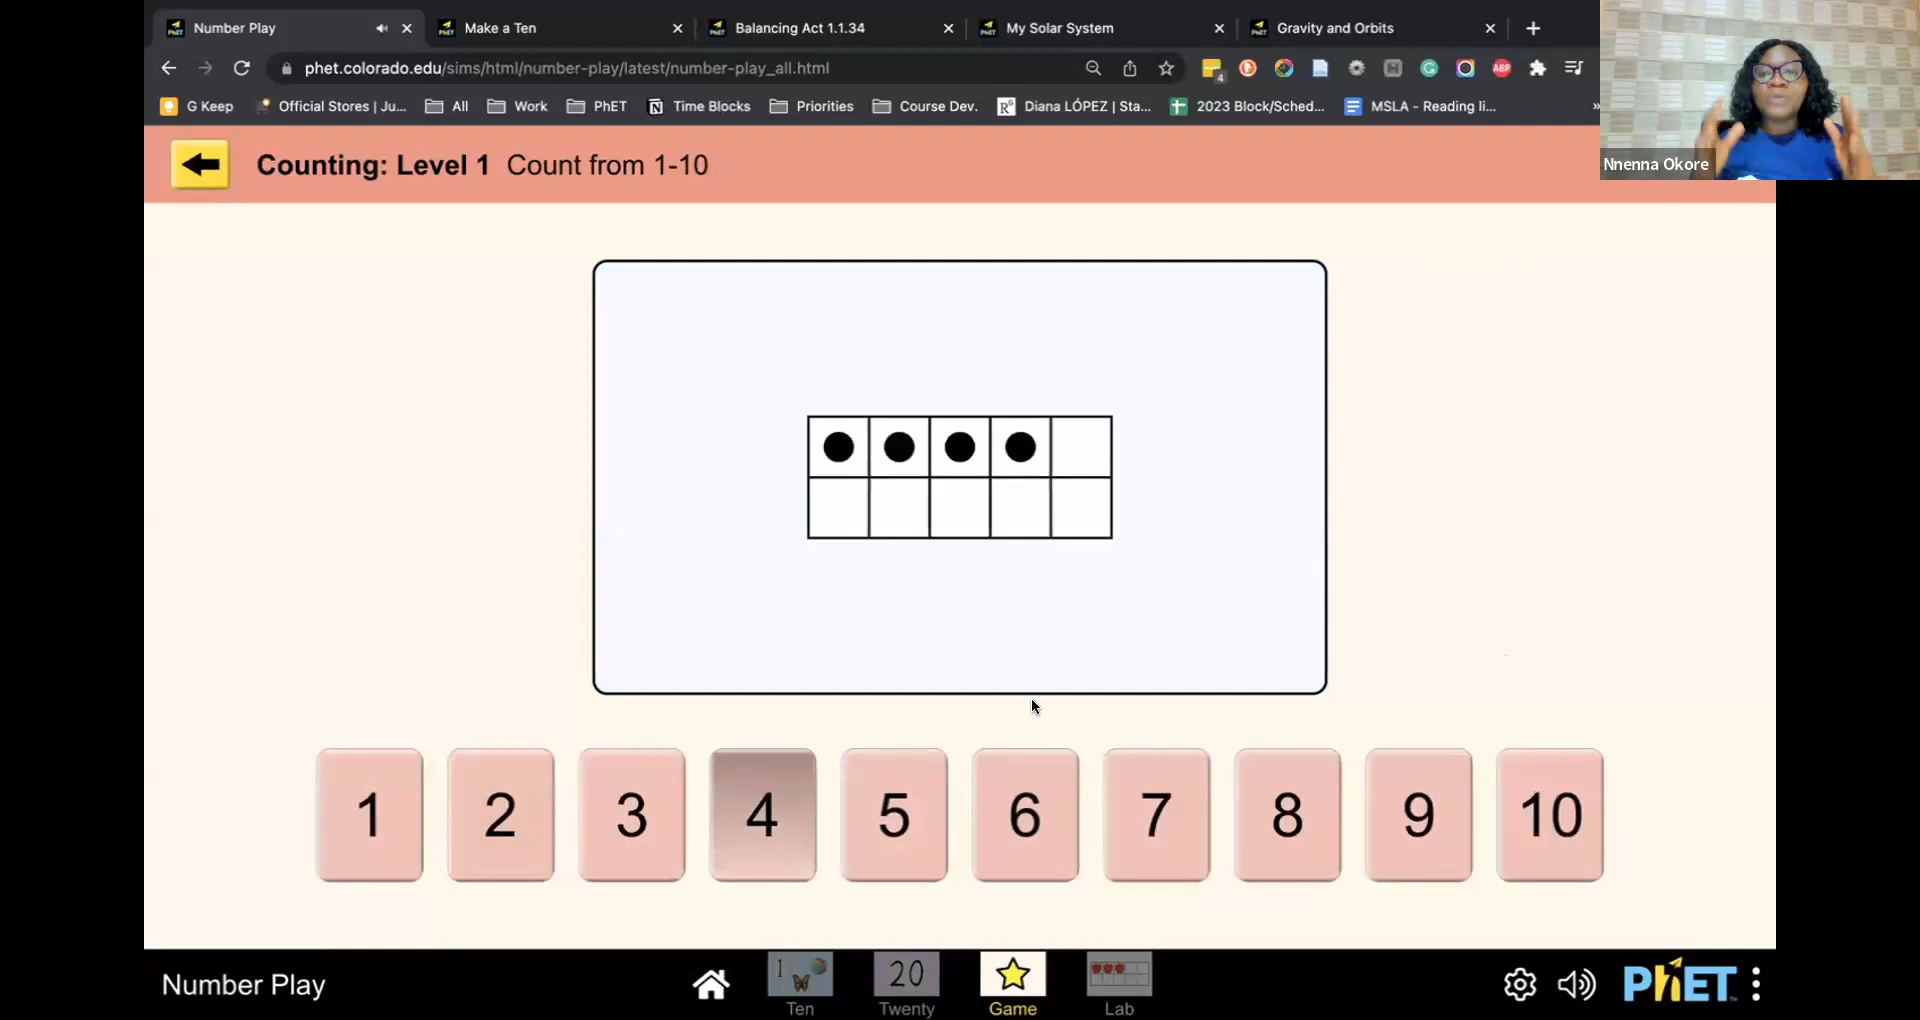 Number Play
Make a Ten
Balancing Act 1.1.34
My Solar System
Gravity and Orbits
phet.colorado.edu/sims/html/number-play/latest/number-play_all.html
4
ABP
G Keep
Official Stores | Ju...
All
Work
PhET
Time Blocks
Priorities
Course Dev.
Diana LÓPEZ | Sta...
2023 Block/Sched...
MSLA - Reading li...
»
Nnenna Okore
Counting: Level 1 Count from 1-10
1 2 3 4 5 6 7 8 9 10
Number Play
1
Ten
20
Twenty
Game
Lab
PhET